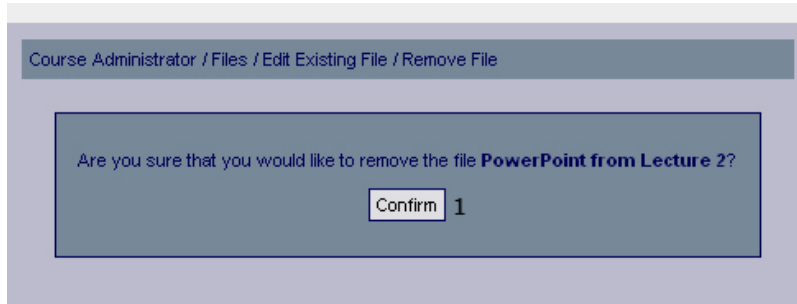 Course Administrator / Files / Edit Existing File / Remove File
Are you sure that you would like to remove the file PowerPoint from Lecture 2?
Confirm 1